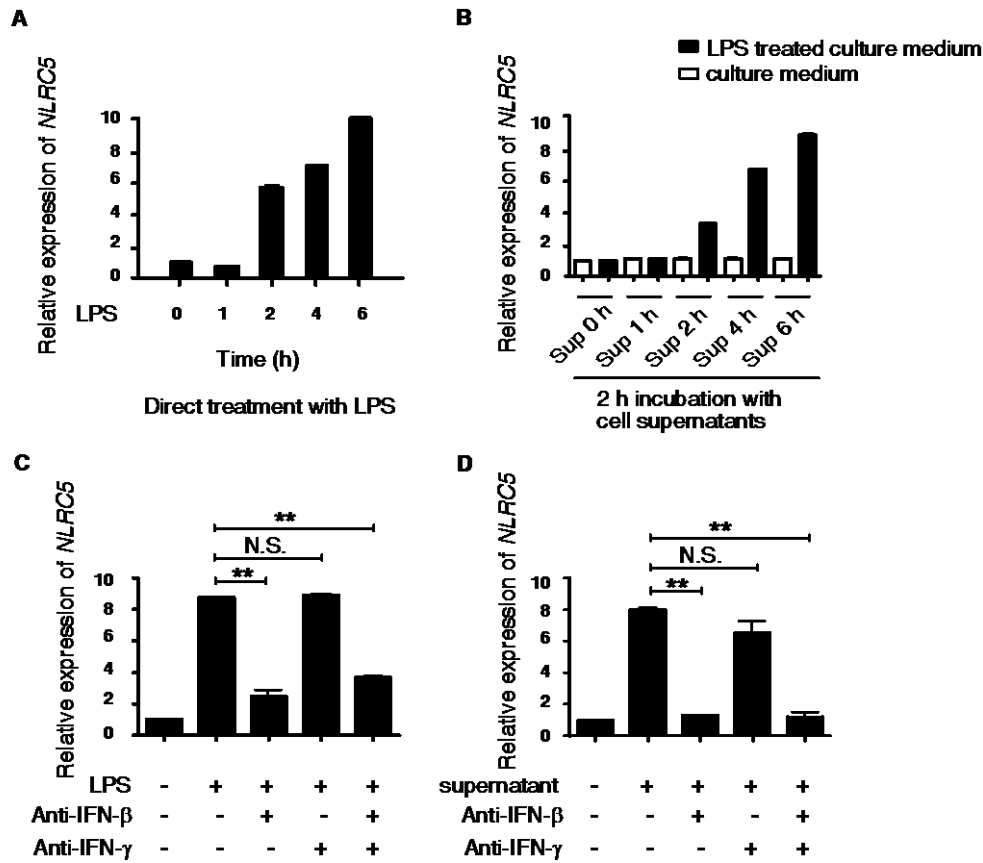 A
Relative expression of NLRC5
10
8
6
4
2
0
LPS 0 1 2 4 6
Time (h)
Direct treatment with LPS
B
LPS treated culture medium
culture medium
Relative expression of NLRC5
10
8
6
4
2
0
Sup 0 h Sup 1 h Sup 2 h Sup 4 h Sup 6 h
2 h incubation with
cell supernatants
C
Relative expression of NLRC5
**
N.S.
**
10
8
6
4
2
0
LPS - + + + +
Anti-IFN-β - - + - +
Anti-IFN-γ - - - + +
D
Relative expression of NLRC5
**
N.S.
**
10
8
6
4
2
0
supernatant - + + + +
Anti-IFN-β - - + - +
Anti-IFN-γ - - - + +